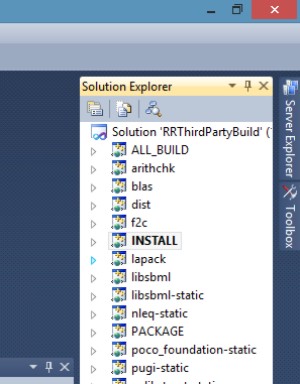 Solution Explorer
Solution 'RRThirdPartyBuild' (
ALL_BUILD
arithchk
blas
dist
f2c
INSTALL
lapack
libsbml
libsbml-static
nleq-static
PACKAGE
poco_foundation-static
pugi-static
Server Explorer
Toolbox